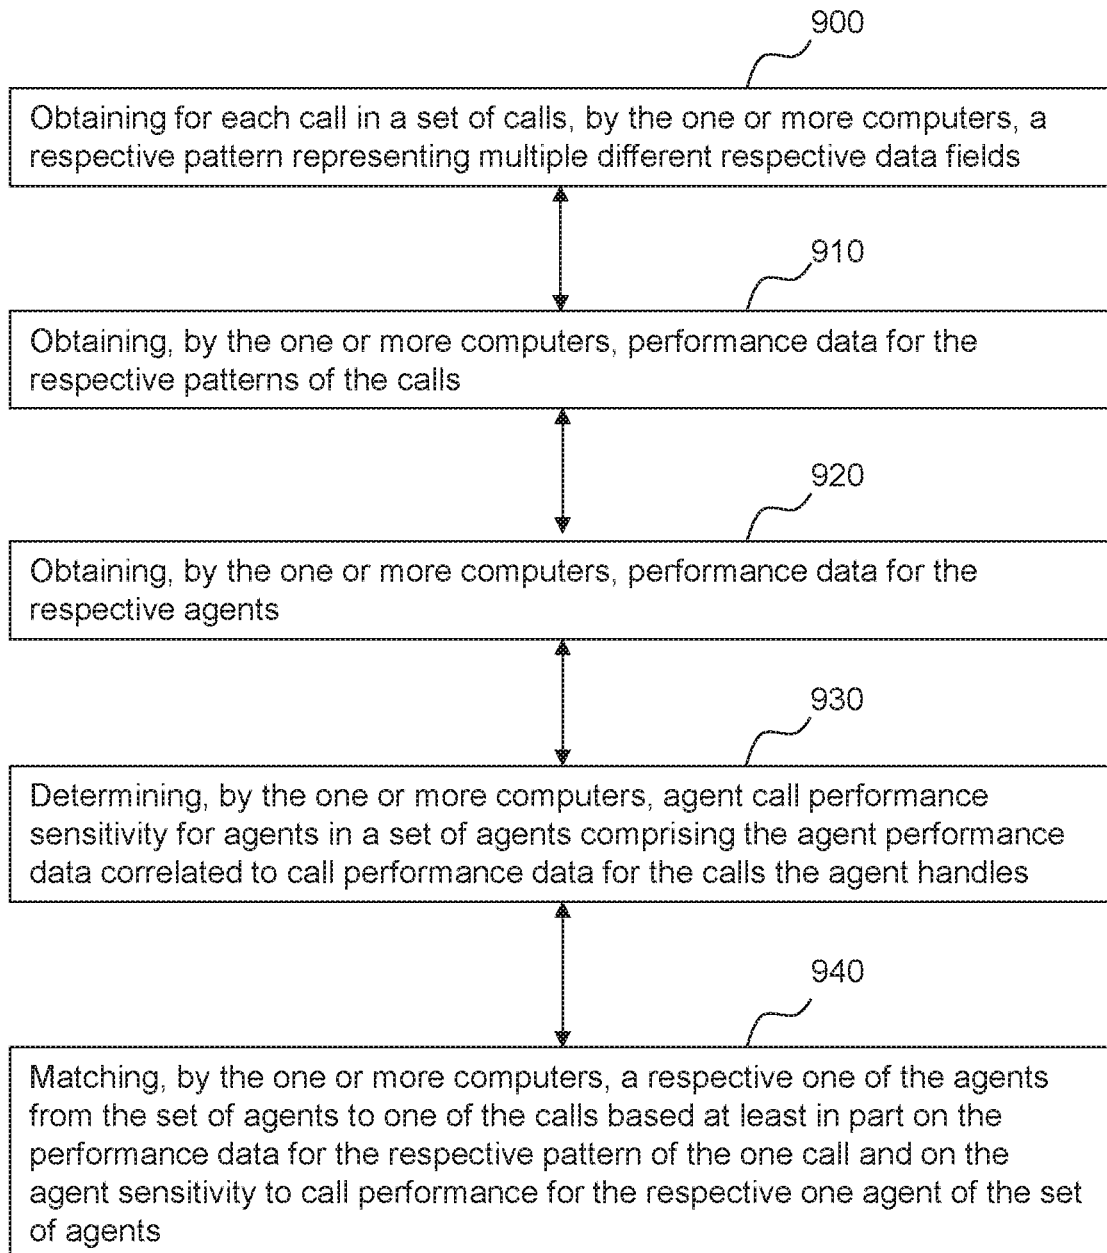 900
Obtaining for each call in a set of calls, by the one or more computers, a
respective pattern representing multiple different respective data fields
910
Obtaining, by the one or more computers, performance data for the
respective patterns of the calls
920
Obtaining, by the one or more computers, performance data for the
respective agents
930
Determining, by the one or more computers, agent call performance
sensitivity for agents in a set of agents comprising the agent performance
data correlated to call performance data for the calls the agent handles
940
Matching, by the one or more computers, a respective one of the agents
from the set of agents to one of the calls based at least in part on the
performance data for the respective pattern of the one call and on the
agent sensitivity to call performance for the respective one agent of the set
of agents